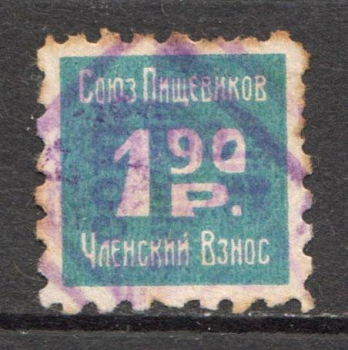 Союз Пищевиков
1 90
Р.
Членский Взнос